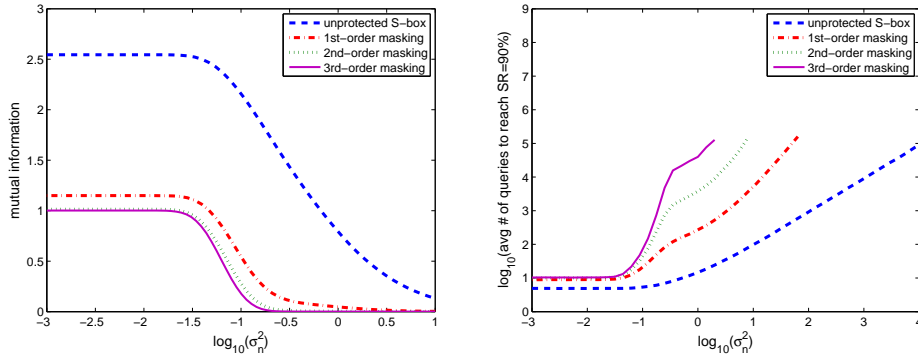 3
2.5
2
1.5
1
0.5
0
mutual information
unprotected S−box
1st−order masking
2nd−order masking
3rd−order masking
−3
2.5
−2
−1.5
−1
−0.5
0
0.5
1
log10(σn2)
9
8
7
6
5
4
3
2
1
0
log10(avg # of queries to reach SR=90%)
unprotected S−box
1st−order masking
2nd−order masking
3rd−order masking
−3
−2
−1
0
1
2
3
4
log10(σn2)